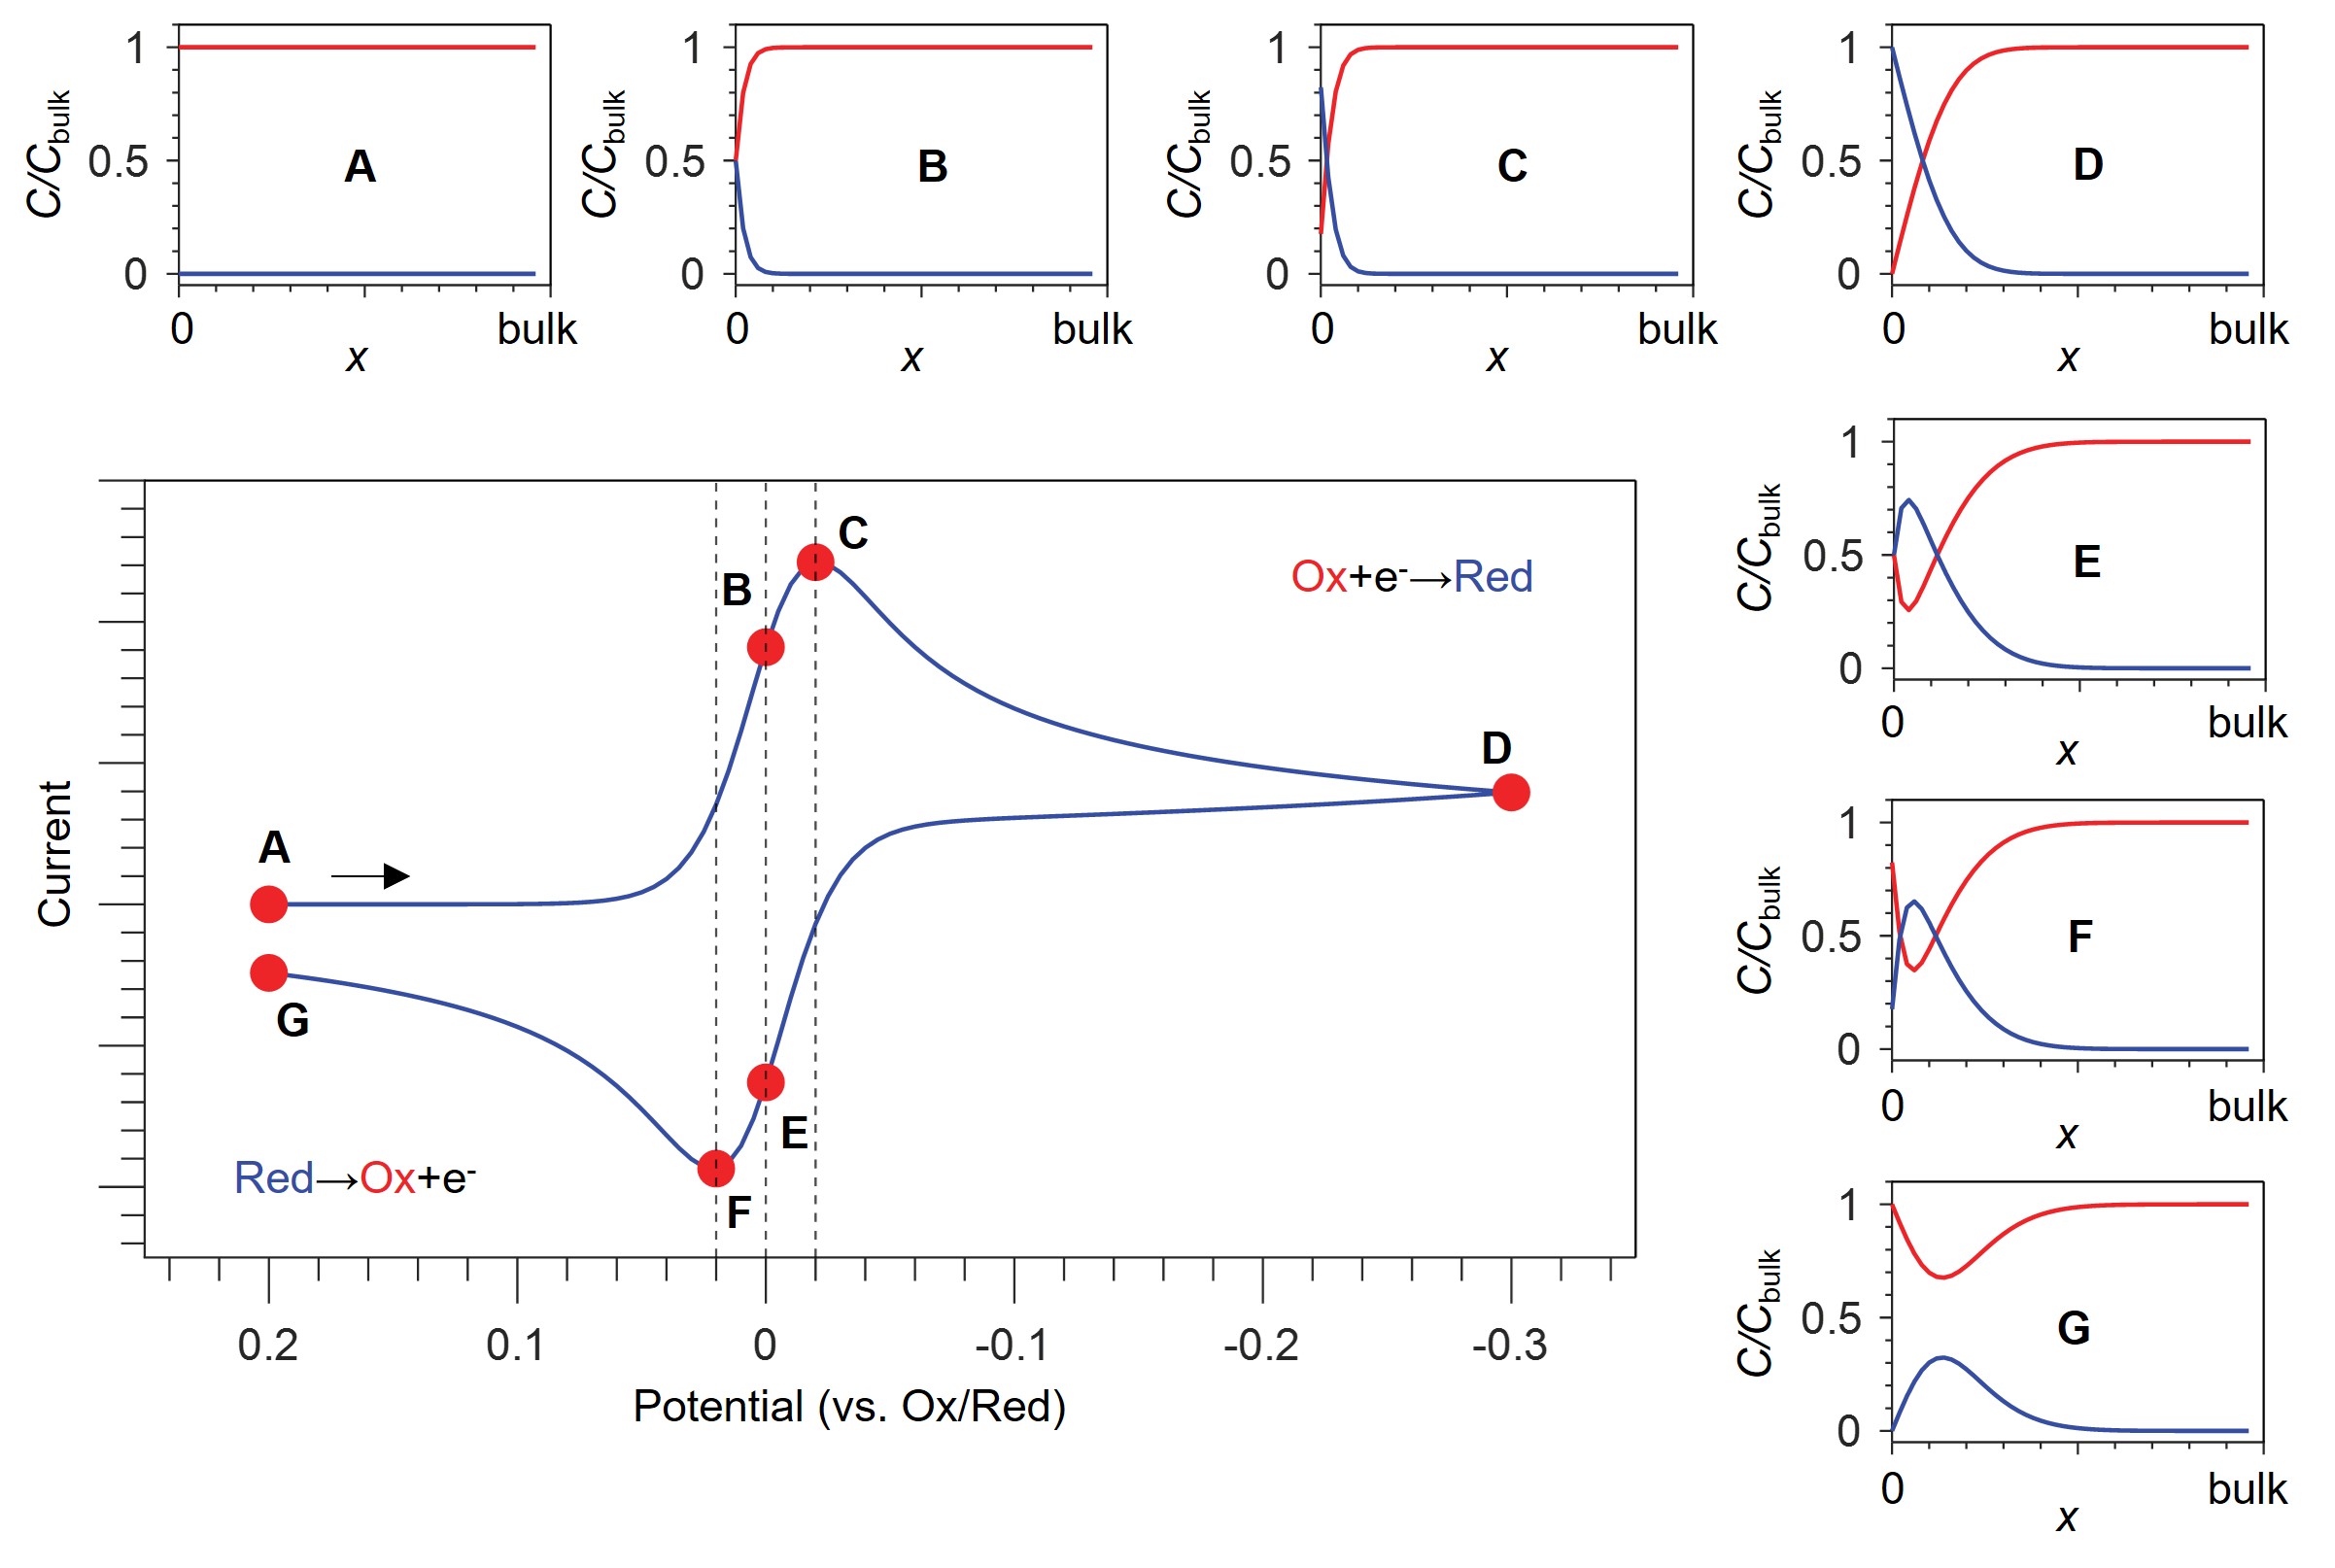 1
0.5
0
C/Cbulk
A
0
bulk
x
1
0.5
0
C/Cbulk
B
0
bulk
x
1
0.5
0
C/Cbulk
C
0
bulk
x
1
0.5
0
C/Cbulk
D
0
bulk
x
Current
A
B
C
D
E
F
G
Ox+e-→Red
Red→Ox+e-
0.2
0.1
0
-0.1
-0.2
-0.3
Potential (vs. Ox/Red)
1
0.5
0
C/Cbulk
E
0
bulk
x
1
0.5
0
C/Cbulk
F
0
bulk
x
1
0.5
0
C/Cbulk
G
0
bulk
x